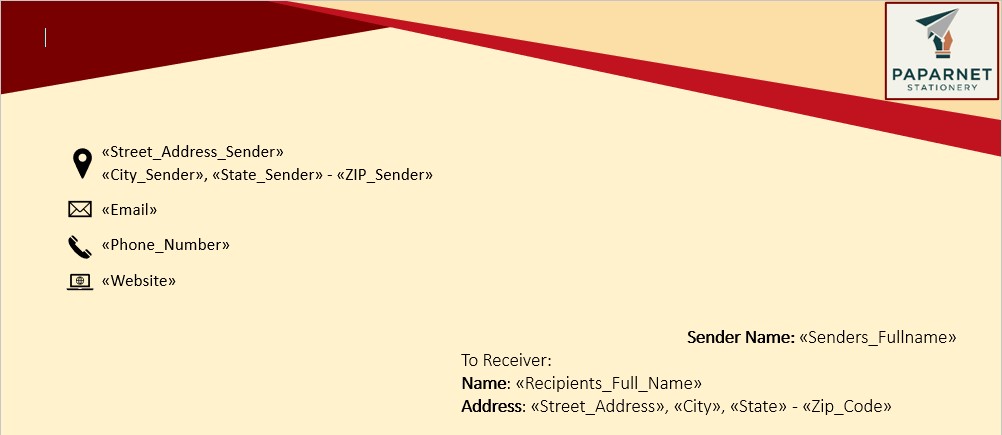 PAPARNET
STATIONERY
«Street_Address_Sender»
«City_Sender», «State_Sender» - «ZIP_Sender»
«Email»
«Phone_Number»
«Website»
Sender Name: «Senders_Fullname»
To Receiver:
Name: «Recipients_Full_Name»
Address: «Street_Address», «City», «State» - «Zip_Code»